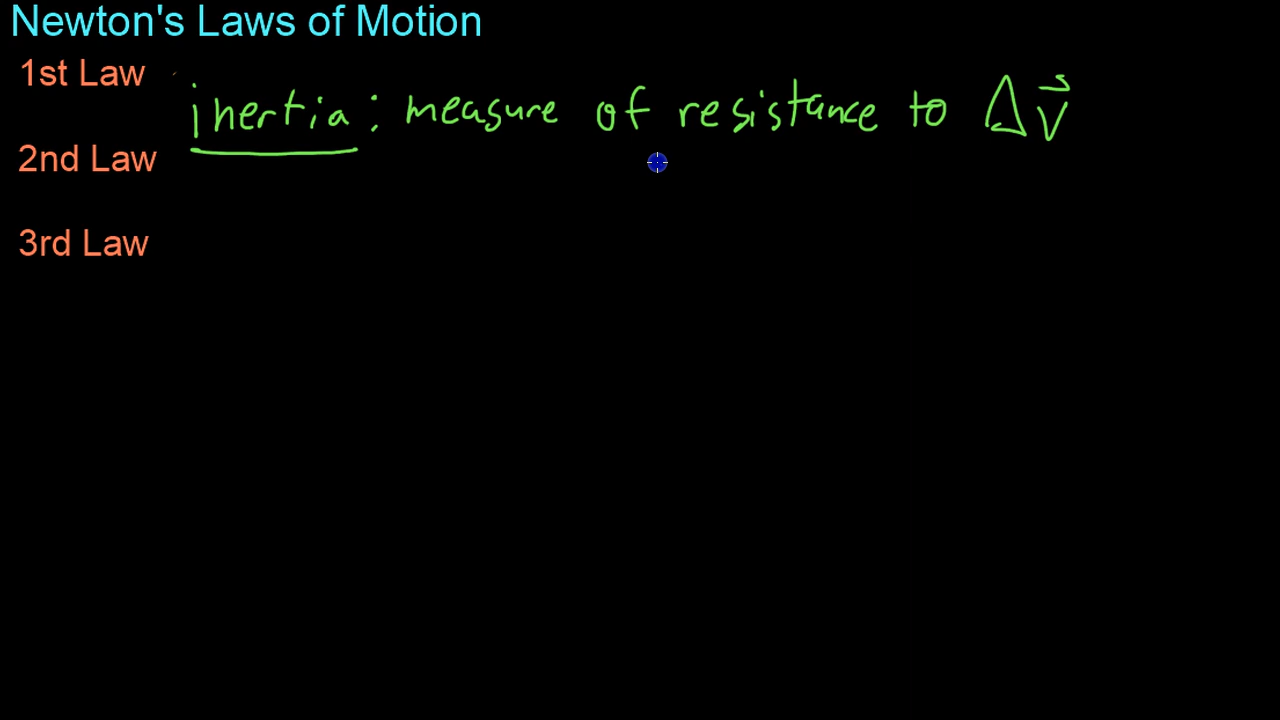 Newton's Laws of Motion
1st Law
inertia: measure of resistance to Δv⃗
2nd Law
3rd Law